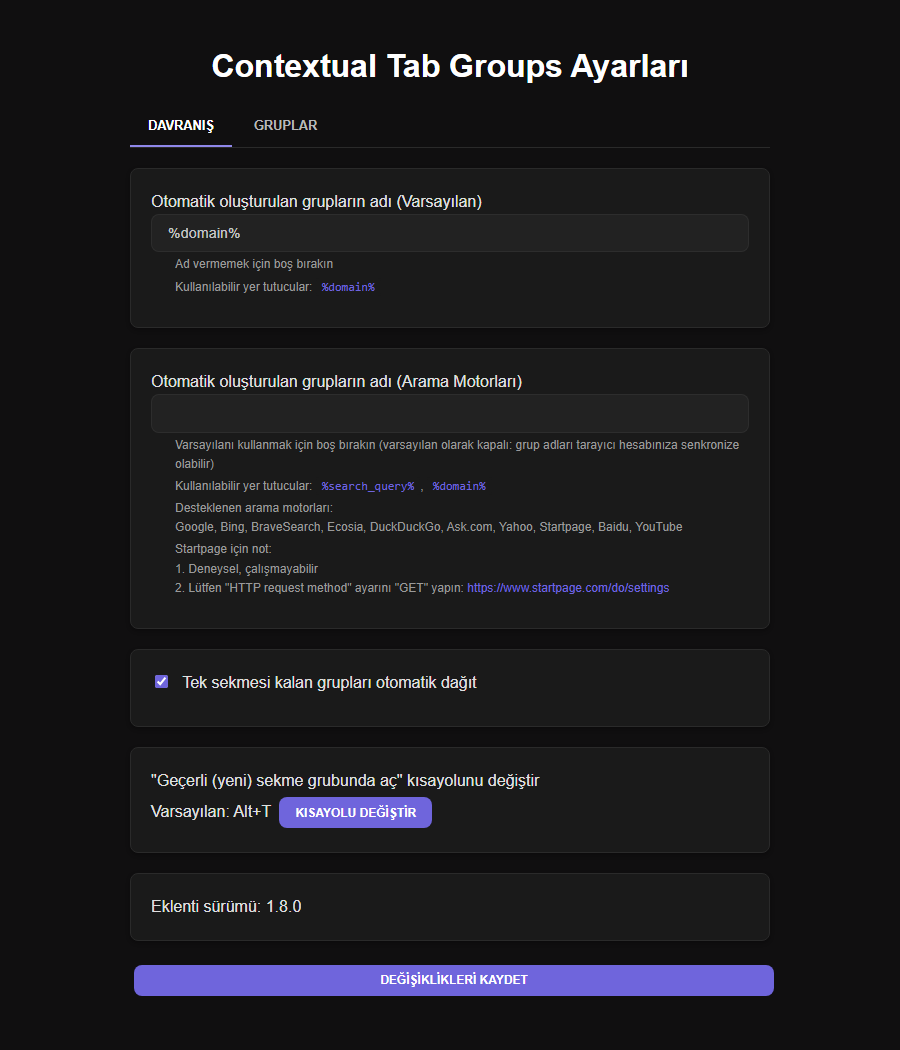 Contextual Tab Groups Ayarları
DAVRANIŞ GRUPLAR
Otomatik oluşturulan grupların adı (Varsayılan)
%domain%
Ad vermemek için boş bırakın
Kullanılabilir yer tutucular: %domain%
Otomatik oluşturulan grupların adı (Arama Motorları)
Varsayılanı kullanmak için boş bırakın (varsayılan olarak kapalı: grup adları tarayıcı hesabınıza senkronize
olabilir)
Kullanılabilir yer tutucular: %search_query% , %domain%
Desteklenen arama motorları:
Google, Bing, BraveSearch, Ecosia, DuckDuckGo, Ask.com, Yahoo, Startpage, Baidu, YouTube
Startpage için not:
1. Deneysel, çalışmayabilir
2. Lütfen "HTTP request method" ayarını "GET" yapın: https://www.startpage.com/do/settings
Tek sekmesi kalan grupları otomatik dağıt
"Geçerli (yeni) sekme grubunda aç" kısayolunu değiştir
Varsayılan: Alt+T KISAYOLU DEĞİŞTİR
Eklenti sürümü: 1.8.0
DEĞİŞİKLİKLERİ KAYDET